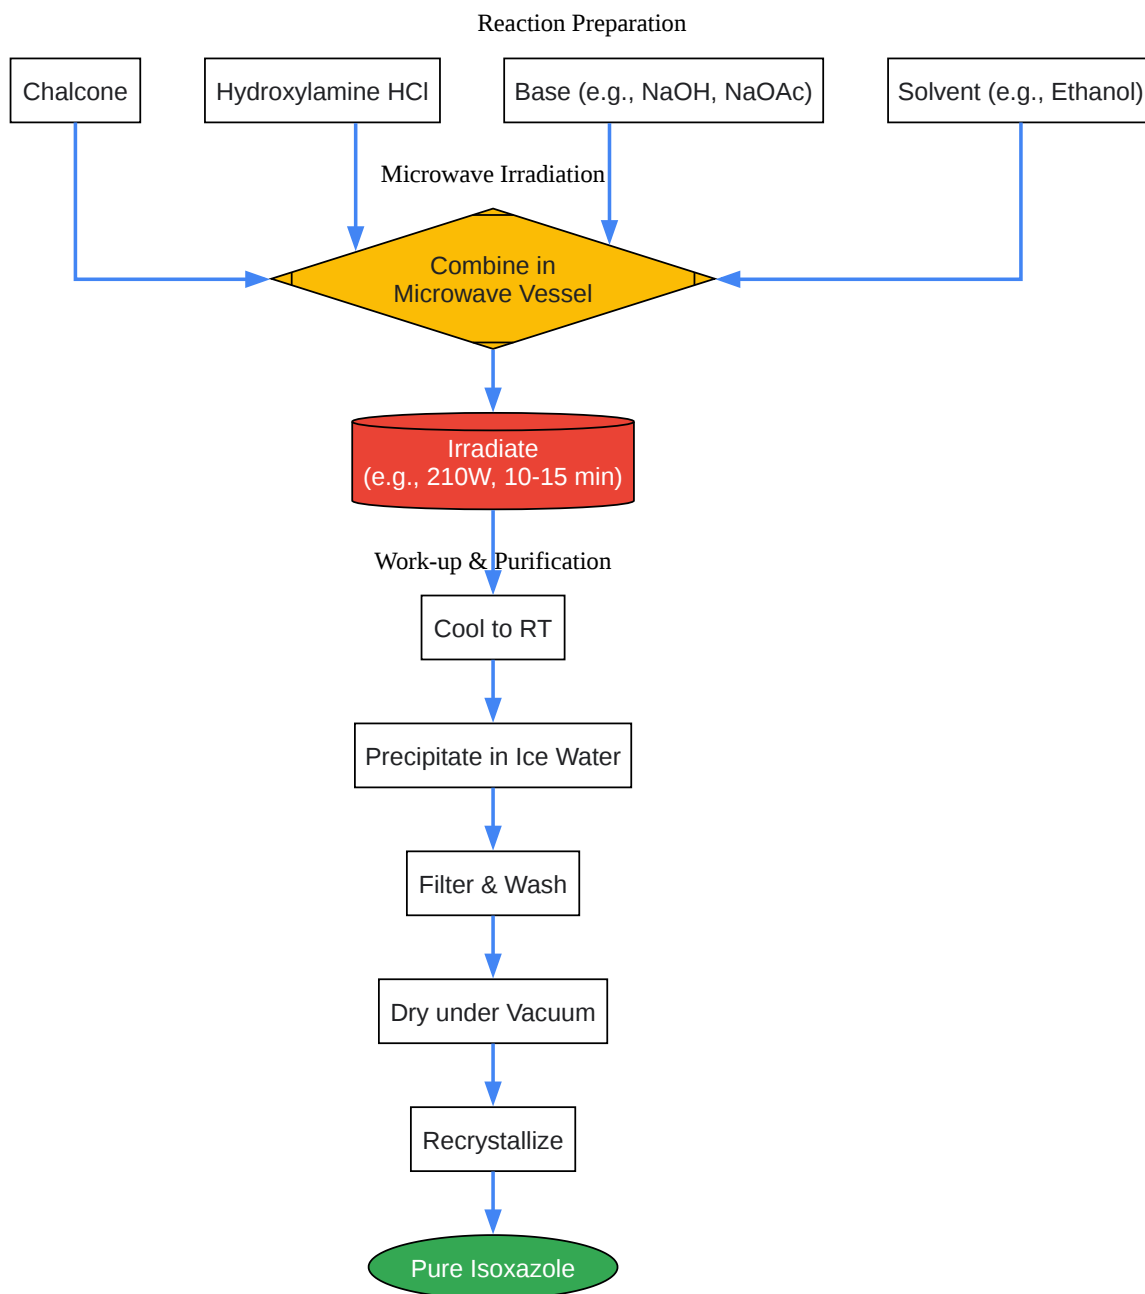 Reaction Preparation
Chalcone
Hydroxylamine HCl
Base (e.g., NaOH, NaOAc)
Solvent (e.g., Ethanol)
Microwave Irradiation
Combine in
Microwave Vessel
Irradiate
(e.g., 210W, 10-15 min)
Work-up & Purification
Cool to RT
Precipitate in Ice Water
Filter & Wash
Dry under Vacuum
Recrystallize
Pure Isoxazole